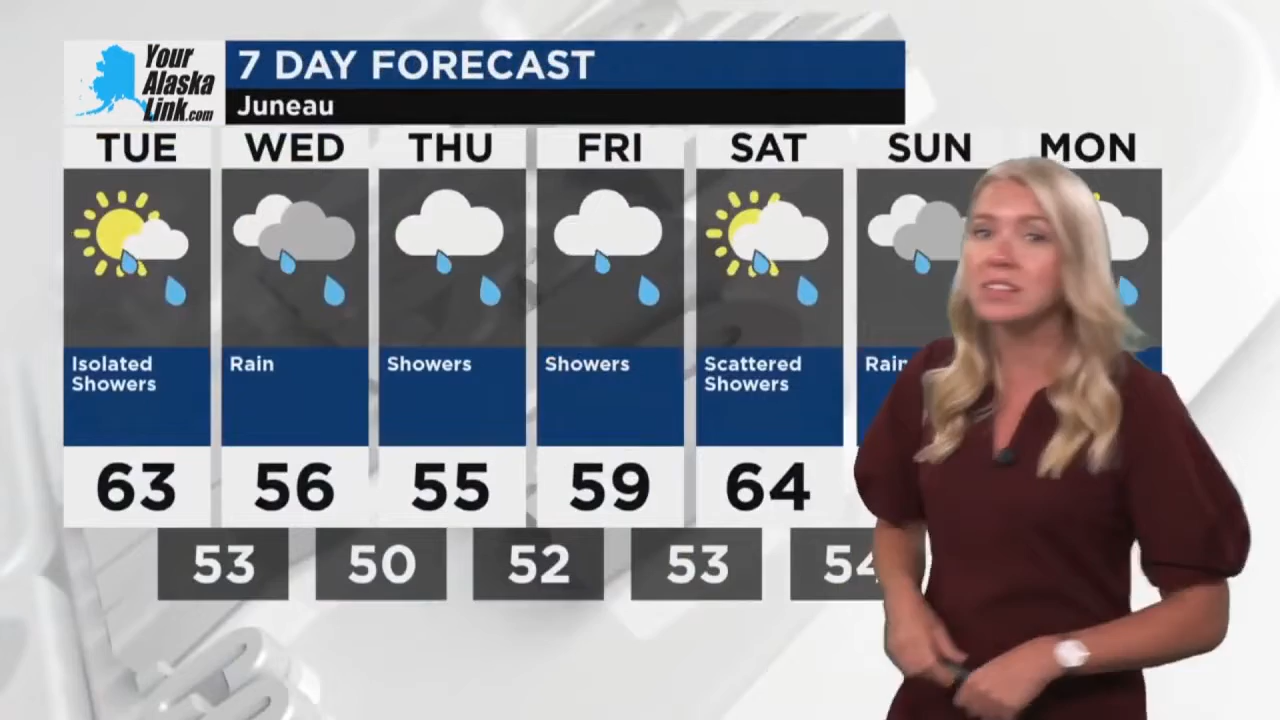 Your
Alaska
Link.com
7 DAY FORECAST
Juneau
TUE WED THU FRI SAT SUN MON
Isolated Showers
Rain
Showers
Showers
Scattered Showers
63 56 55 59 64
53 50 52 53 54